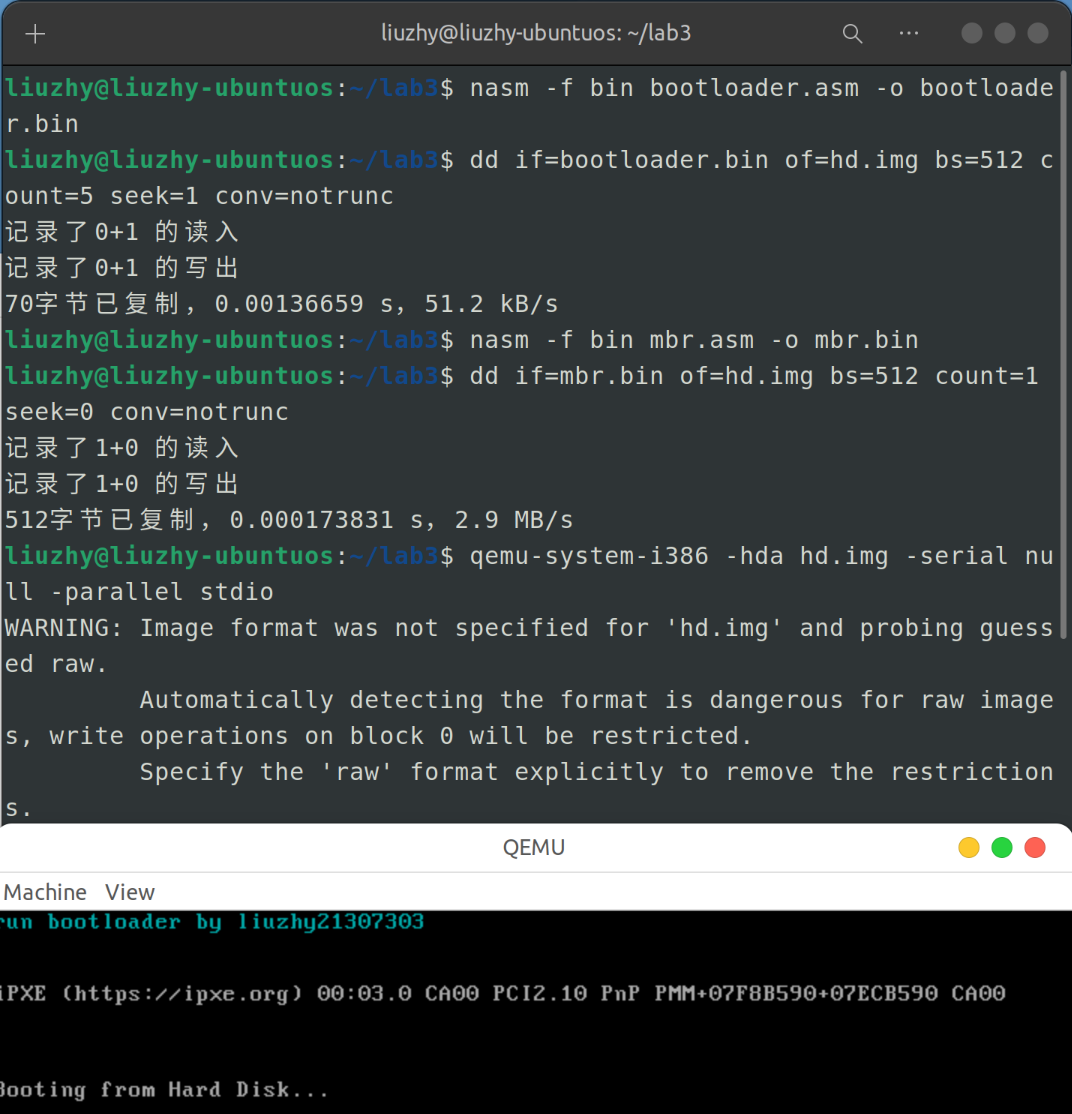 liuzhy@liuzhy-ubuntuos: ~/lab3
liuzhy@liuzhy-ubuntuos:~/lab3$ nasm -f bin bootloader.asm -o bootloade
r.bin
liuzhy@liuzhy-ubuntuos:~/lab3$ dd if=bootloader.bin of=hd.img bs=512 c
ount=5 seek=1 conv=notrunc
记录了0+1 的读入
记录了0+1 的写出
70字节已复制，0.00136659 s，51.2 kB/s
liuzhy@liuzhy-ubuntuos:~/lab3$ nasm -f bin mbr.asm -o mbr.bin
liuzhy@liuzhy-ubuntuos:~/lab3$ dd if=mbr.bin of=hd.img bs=512 count=1
seek=0 conv=notrunc
记录了1+0 的读入
记录了1+0 的写出
512字节已复制，0.000173831 s，2.9 MB/s
liuzhy@liuzhy-ubuntuos:~/lab3$ qemu-system-i386 -hda hd.img -serial nu
ll -parallel stdio
WARNING: Image format was not specified for 'hd.img' and probing guess
ed raw.
Automatically detecting the format is dangerous for raw image
s, write operations on block 0 will be restricted.
Specify the 'raw' format explicitly to remove the restriction
s.
QEMU
Machine View
run bootloader by liuzhy21307303
iPXE (https://ipxe.org) 00:03.0 CA00 PCI2.10 PnP PMM+07F8B590+07ECB590 CA00
Booting from Hard Disk...